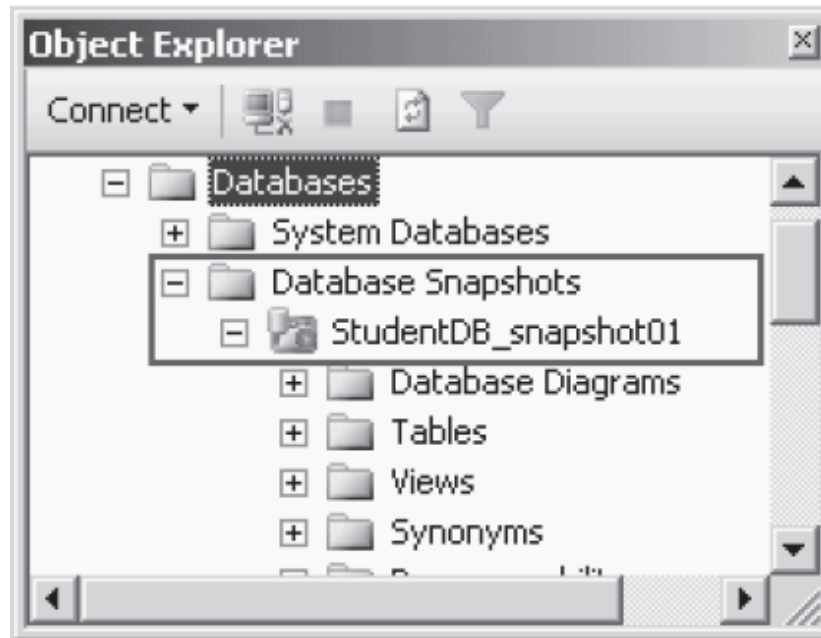 Object Explorer
Connect
Databases
System Databases
Database Snapshots
StudentDB_snapshot01
Database Diagrams
Tables
Views
Synonyms